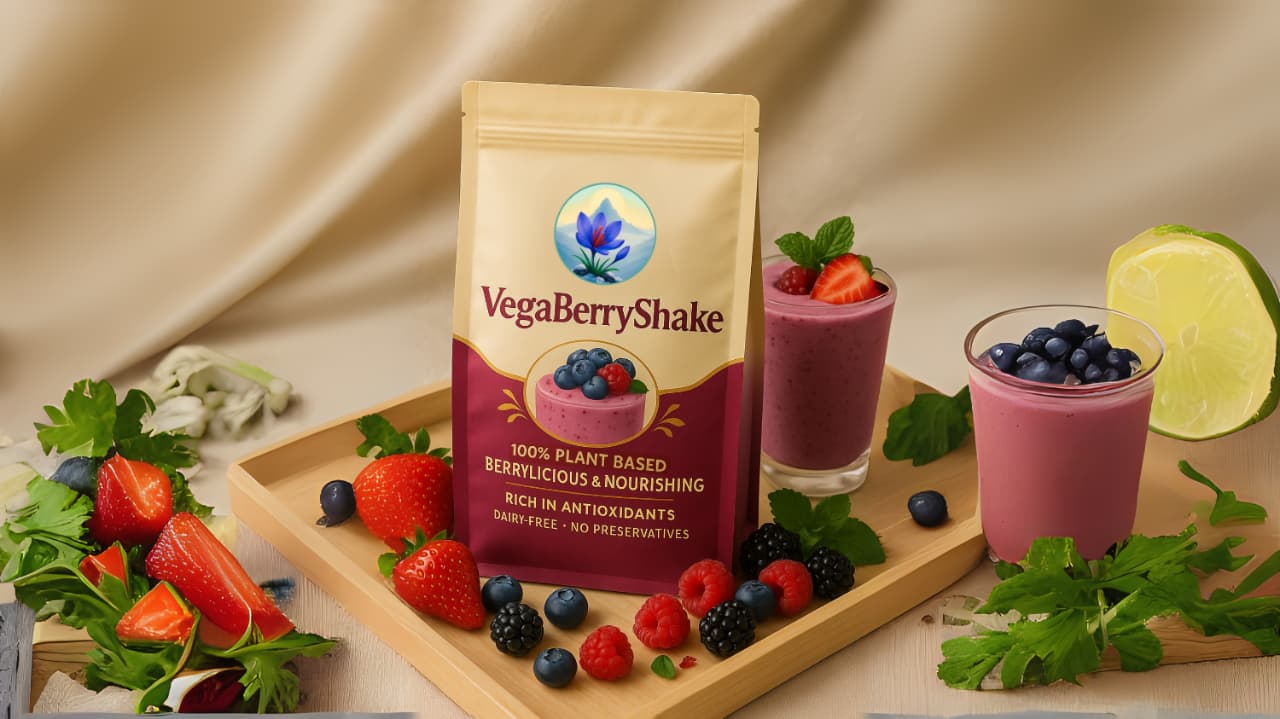 VegaBerryShake
100% PLANT BASED
BERRYLICIOUS & NOURISHING
RICH IN ANTIOXIDANTS
DAIRY-FREE · NO PRESERVATIVES